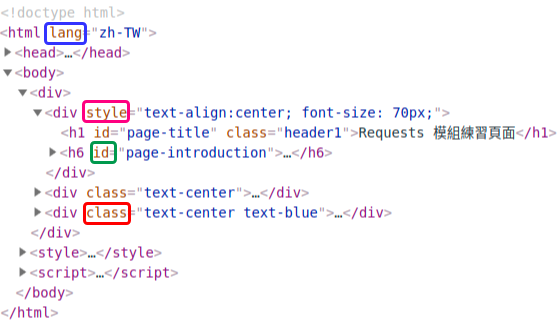 <!doctype html>
<html lang="zh-TW">
<head>…</head>
<body>
<div>
<div style="text-align:center; font-size: 70px;">
<h1 id="page-title" class="header1">Requests 模組練習頁面</h1>
<h6 id="page-introduction">…</h6>
</div>
<div class="text-center">…</div>
<div class="text-center text-blue">…</div>
</div>
<style>…</style>
<script>…</script>
</body>
</html>